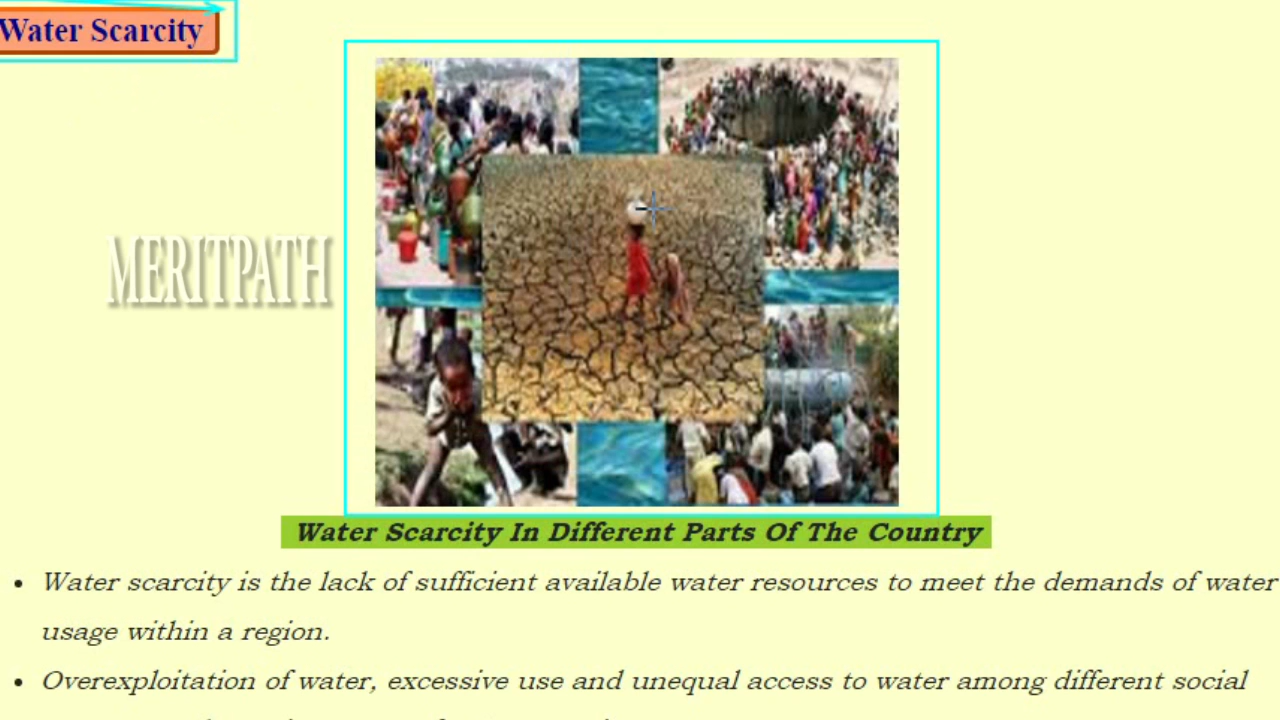 Water Scarcity
MERITPATH
Water Scarcity In Different Parts Of The Country
Water scarcity is the lack of sufficient available water resources to meet the demands of water
usage within a region.
Overexploitation of water, excessive use and unequal access to water among different social